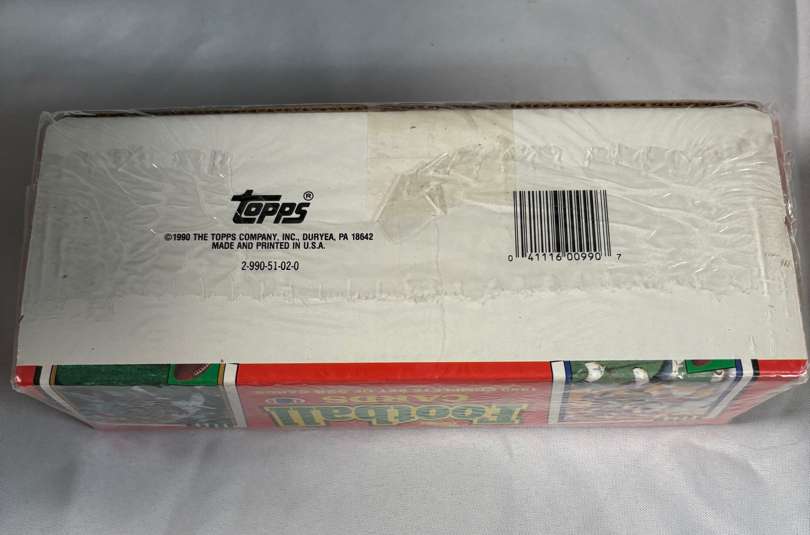 Topps®
©1990 THE TOPPS COMPANY, INC., DURYEA, PA 18642
MADE AND PRINTED IN U.S.A.
2-990-51-02-0
0 41116 00990 7
Football
CARDS